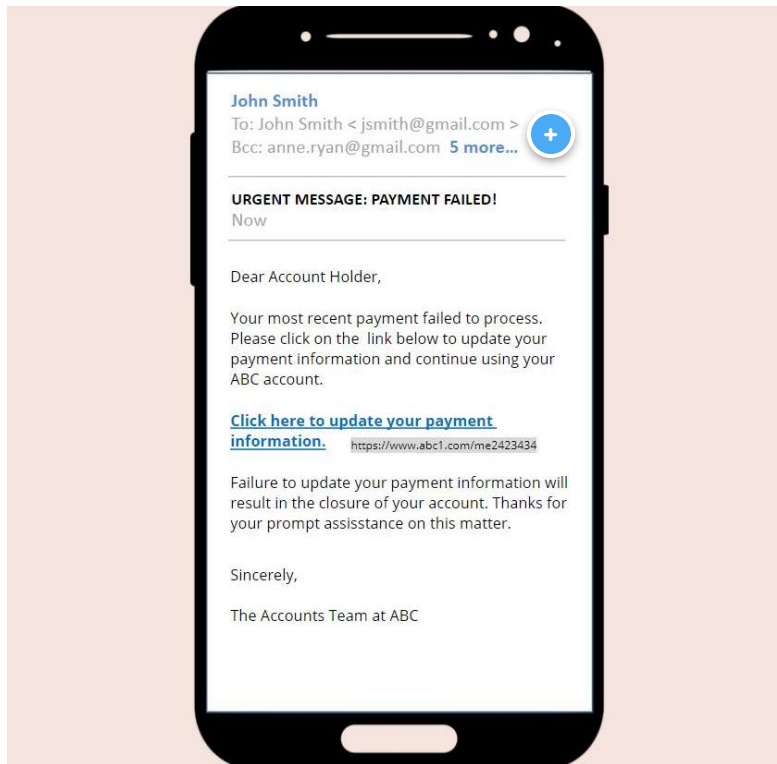 John Smith
To: John Smith < jsmith@gmail.com >
Bcc: anne.ryan@gmail.com 5 more...
+
URGENT MESSAGE: PAYMENT FAILED!
Now
Dear Account Holder,
Your most recent payment failed to process.
Please click on the link below to update your
payment information and continue using your
ABC account.
Click here to update your payment
information. https://www.abc1.com/me2423434
Failure to update your payment information will
result in the closure of your account. Thanks for
your prompt assisstance on this matter.
Sincerely,
The Accounts Team at ABC